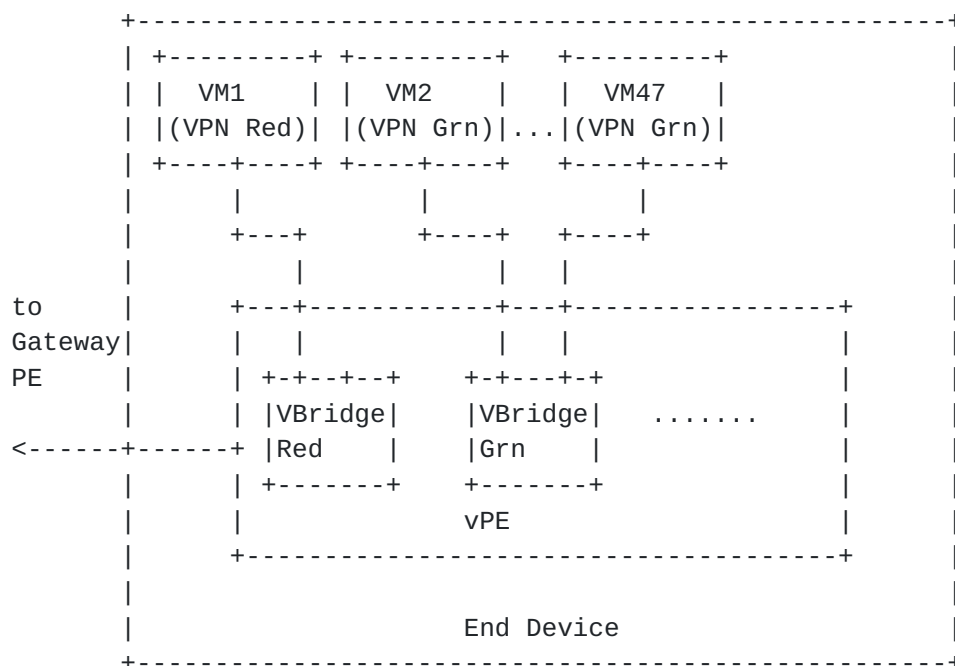 VM1 VM2 VM47
(VPN Red) (VPN Grn)...(VPN Grn)
to
Gateway
PE
VBridge VBridge .......
Red Grn
vPE
End Device